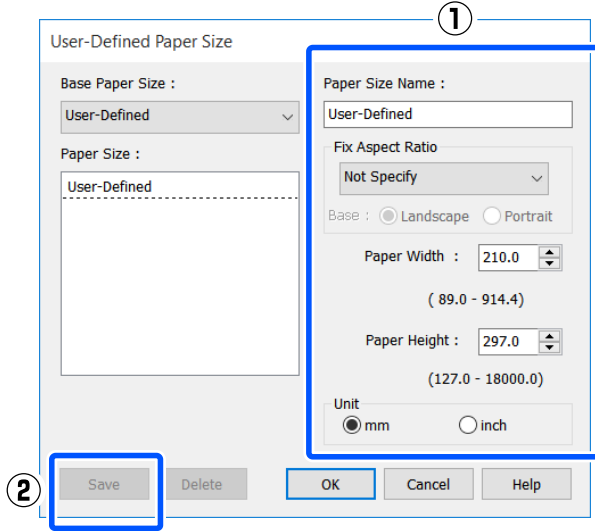 ①
User-Defined Paper Size
Base Paper Size :
User-Defined
Paper Size :
User-Defined
Paper Size Name :
User-Defined
Fix Aspect Ratio
Not Specify
Base : Landscape Portrait
Paper Width : 210.0
( 89.0 - 914.4)
Paper Height : 297.0
(127.0 - 18000.0)
Unit
mm inch
②
Save Delete OK Cancel Help